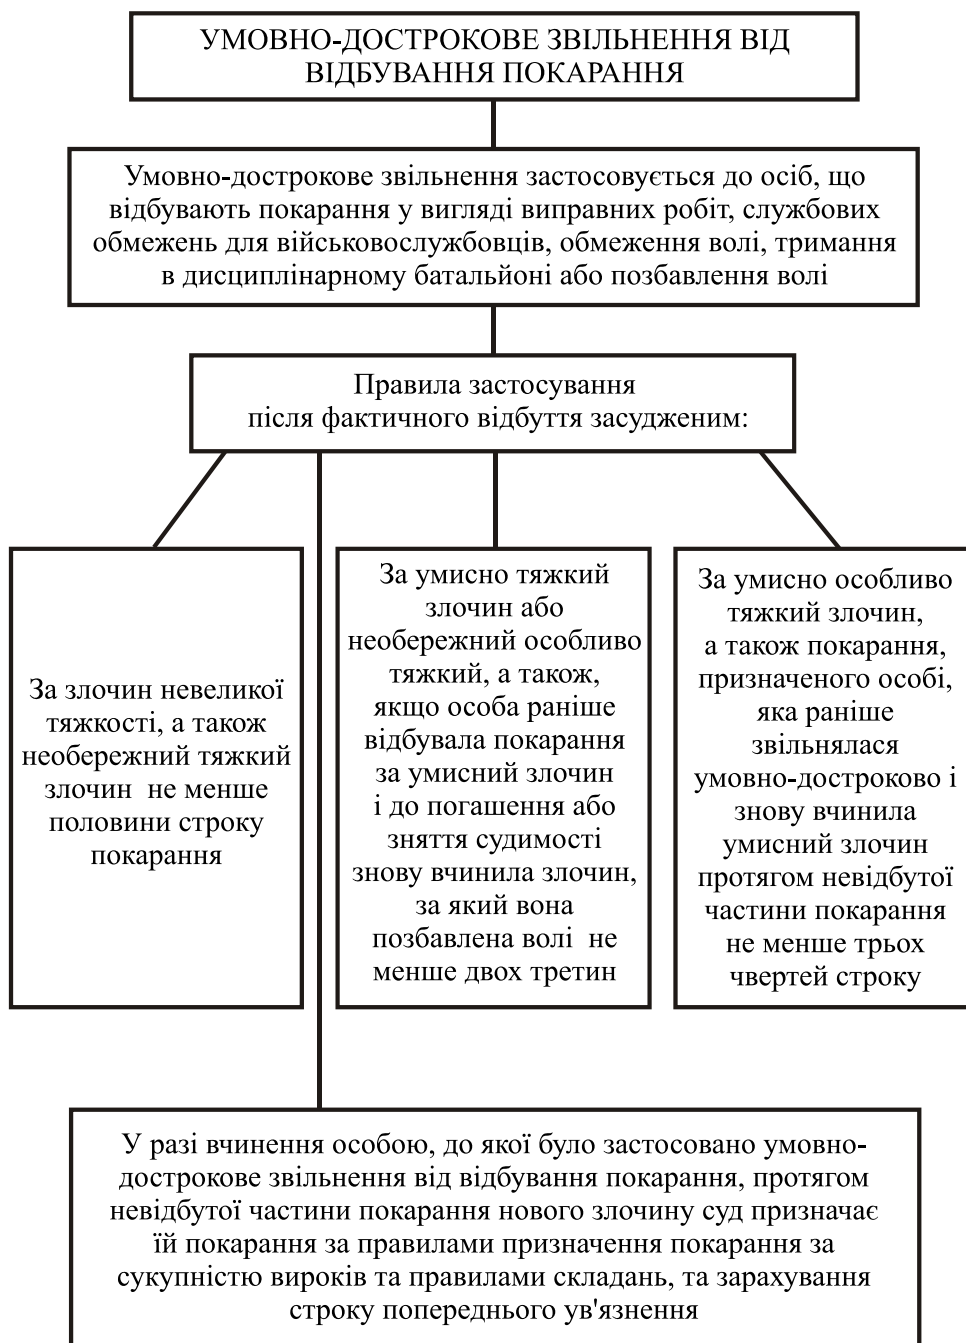 УМОВНО-ДОСТРОКОВЕ ЗВІЛЬНЕННЯ ВІД
ВІДБУВАННЯ ПОКАРАННЯ
Умовно-дострокове звільнення застосовується до осіб, що
відбувають покарання у вигляді виправних робіт, службових
обмежень для військовослужбовців, обмеження волі, тримання
в дисциплінарному батальйоні або позбавлення волі
Правила застосування
після фактичного відбуття засудженим:
За злочин невеликої
тяжкості, а також
необережний тяжкий
злочин не менше
половини строку
покарання
За умисно тяжкий
злочин або
необережний особливо
тяжкий, а також,
якщо особа раніше
відбувала покарання
за умисний злочин
і до погашення або
зняття судимості
знову вчинила злочин,
за який вона
позбавлена волі не
менше двох третин
За умисно особливо
тяжкий злочин,
а також покарання,
призначеного особі,
яка раніше
звільнялася
умовно-достроково і
знову вчинила
умисний злочин
протягом невідбутої
частини покарання
не менше трьох
чвертей строку
У разі вчинення особою, до якої було застосовано умовно-
дострокове звільнення від відбування покарання, протягом
невідбутої частини покарання нового злочину суд призначає
їй покарання за правилами призначення покарання за
сукупністю вироків та правилами складань, та зарахування
строку попереднього ув'язнення